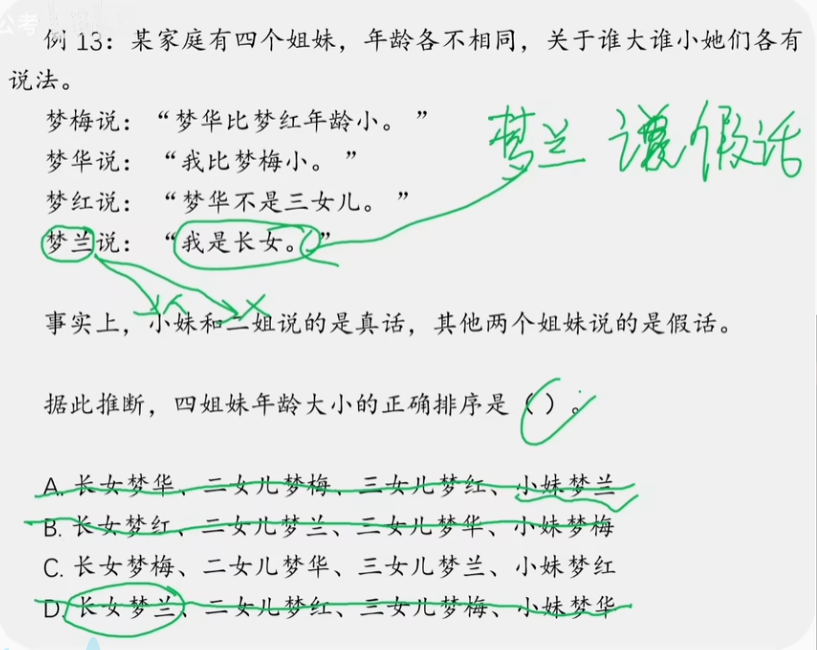 公考
例 13：某家庭有四个姐妹，年龄各不相同，关于谁大谁小她们各有
说法。
梦梅说：“梦华比梦红年龄小。”
梦华说：“我比梦梅小。”
梦红说：“梦华不是三女儿。”
梦兰说：“我是长女。”
梦兰 说假话
事实上，小妹和二姐说的是真话，其他两个姐妹说的是假话。
据此推断，四姐妹年龄大小的正确排序是（ ）。
A. 长女梦华、二女儿梦梅、三女儿梦红、小妹梦兰
B. 长女梦红、二女儿梦兰、三女儿梦华、小妹梦梅
C. 长女梦梅、二女儿梦华、三女儿梦兰、小妹梦红
D. 长女梦兰、二女儿梦红、三女儿梦梅、小妹梦华